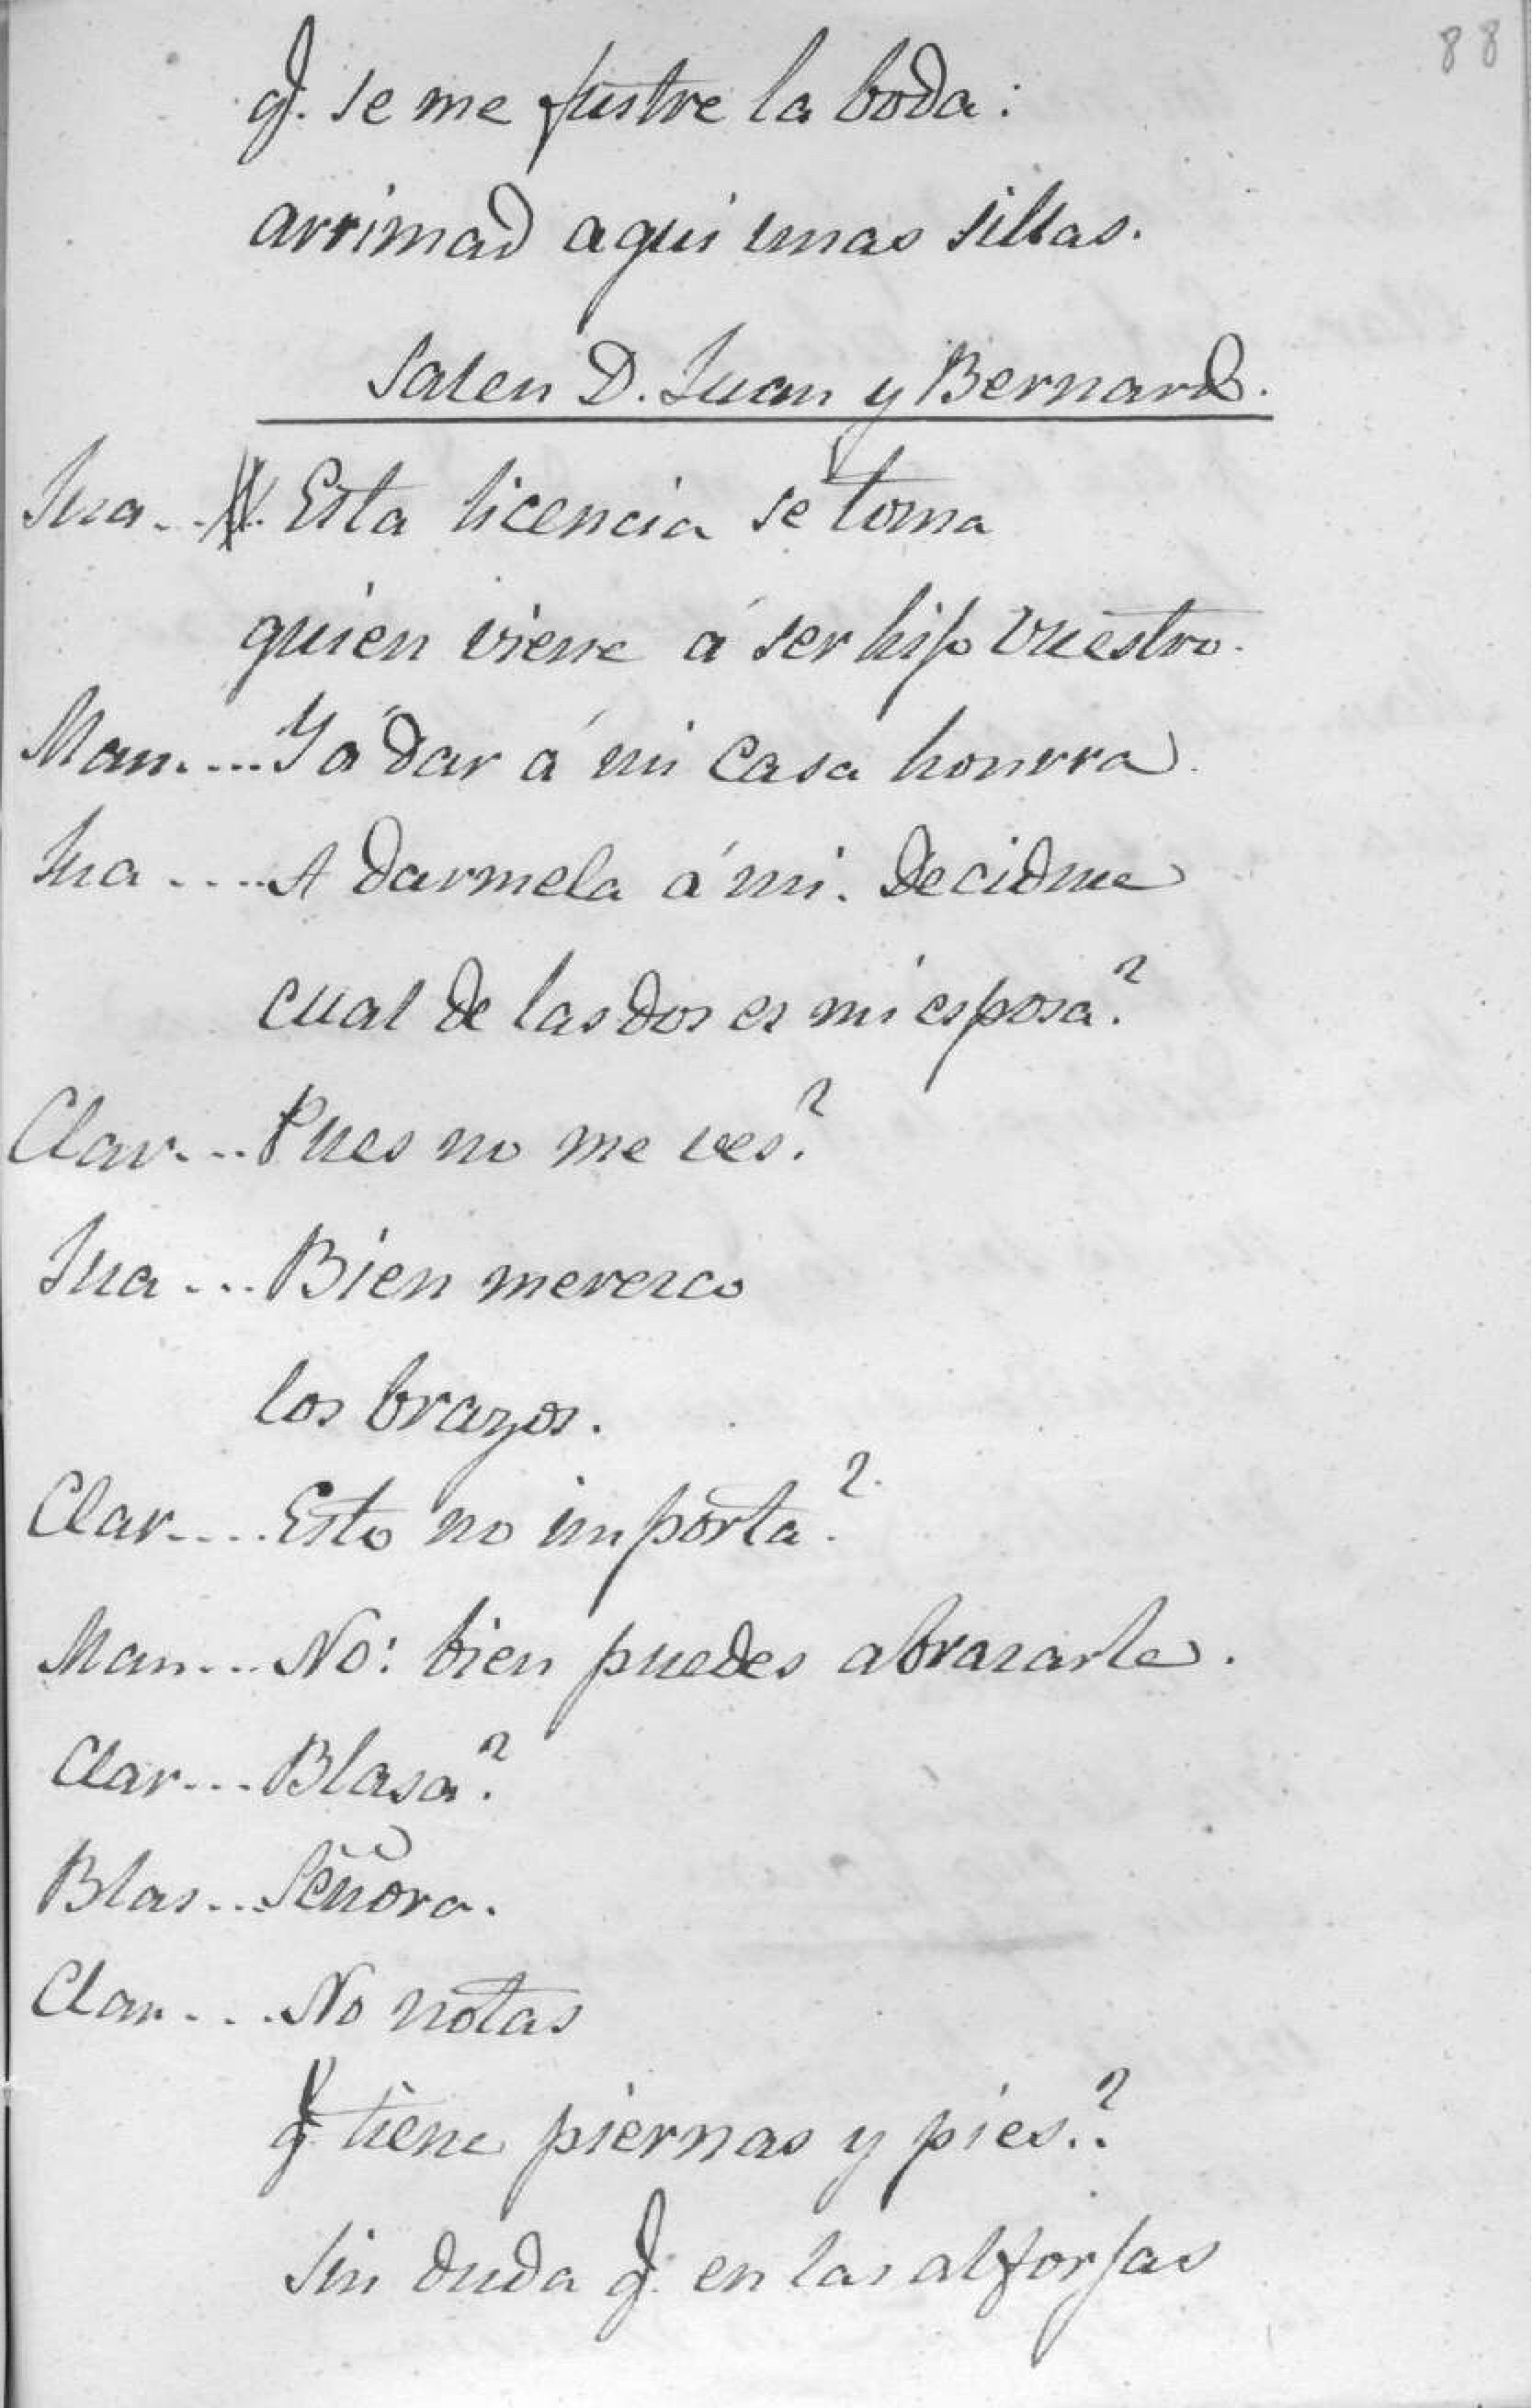 88
q. se me fustre la boda:
arrimad aqui unas sillas.
Salen D. Juan y Bernard.
Jua... Esta licencia se toma
quien viene á ser hijo vuestro.
Man.... Y á dar á mi casa honrra.
Jua .... A darmela á mi. Decidme
cual de las dos es mi esposa?
Clar... Pues no me ves?
Jua ... Bien merezco
los brazos.
Clar.... Esto no importa?
Man... No: bien puedes abrazarle.
Clar... Blasa?
Blas... Señora.
Clar ... No notas
q. tiene piernas y pies.?
Sin duda q. en las alforjas